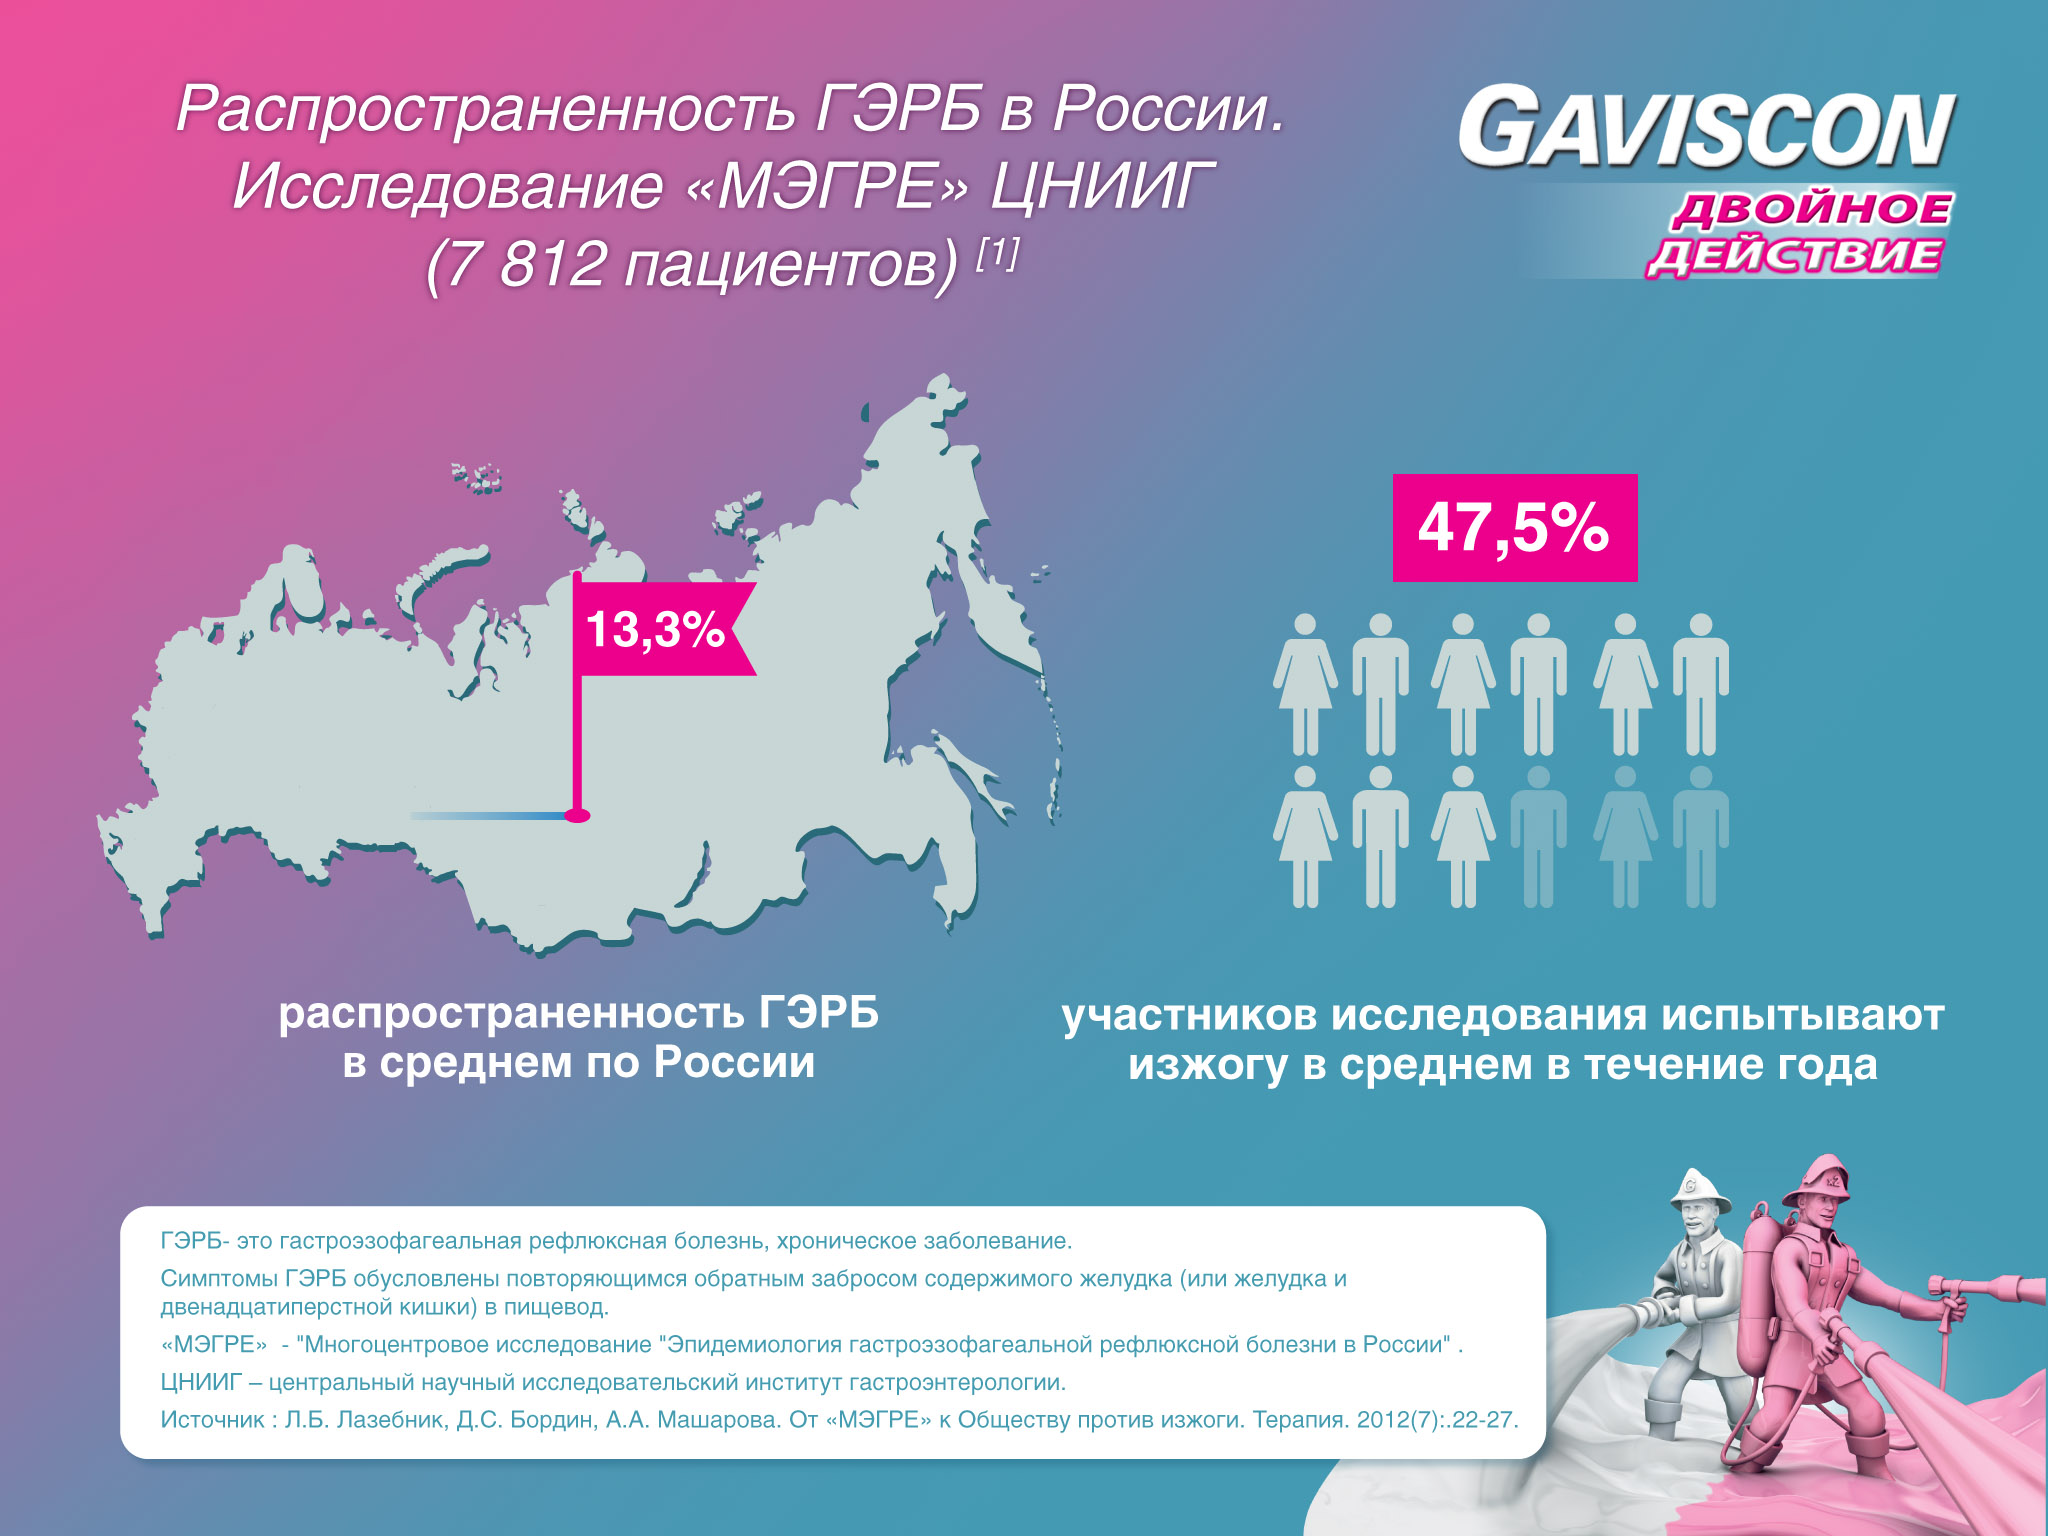 Распространенность ГЭРБ в России.
Исследование «МЭГРЕ» ЦНИИГ
(7 812 пациентов) [1]
GAVISCON
ДВОЙНОЕ
ДЕЙСТВИЕ
13,3%
47,5%
распространенность ГЭРБ
в среднем по России
участников исследования испытывают
изжогу в среднем в течение года
ГЭРБ- это гастроэзофагеальная рефлюксная болезнь, хроническое заболевание.
Симптомы ГЭРБ обусловлены повторяющимся обратным забросом содержимого желудка (или желудка и
двенадцатиперстной кишки) в пищевод.
«МЭГРЕ» - "Многоцентровое исследование "Эпидемиология гастроэзофагеальной рефлюксной болезни в России" .
ЦНИИГ – центральный научный исследовательский институт гастроэнтерологии.
Источник : Л.Б. Лазебник, Д.С. Бордин, А.А. Машарова. От «МЭГРЕ» к Обществу против изжоги. Терапия. 2012(7):.22-27.
G